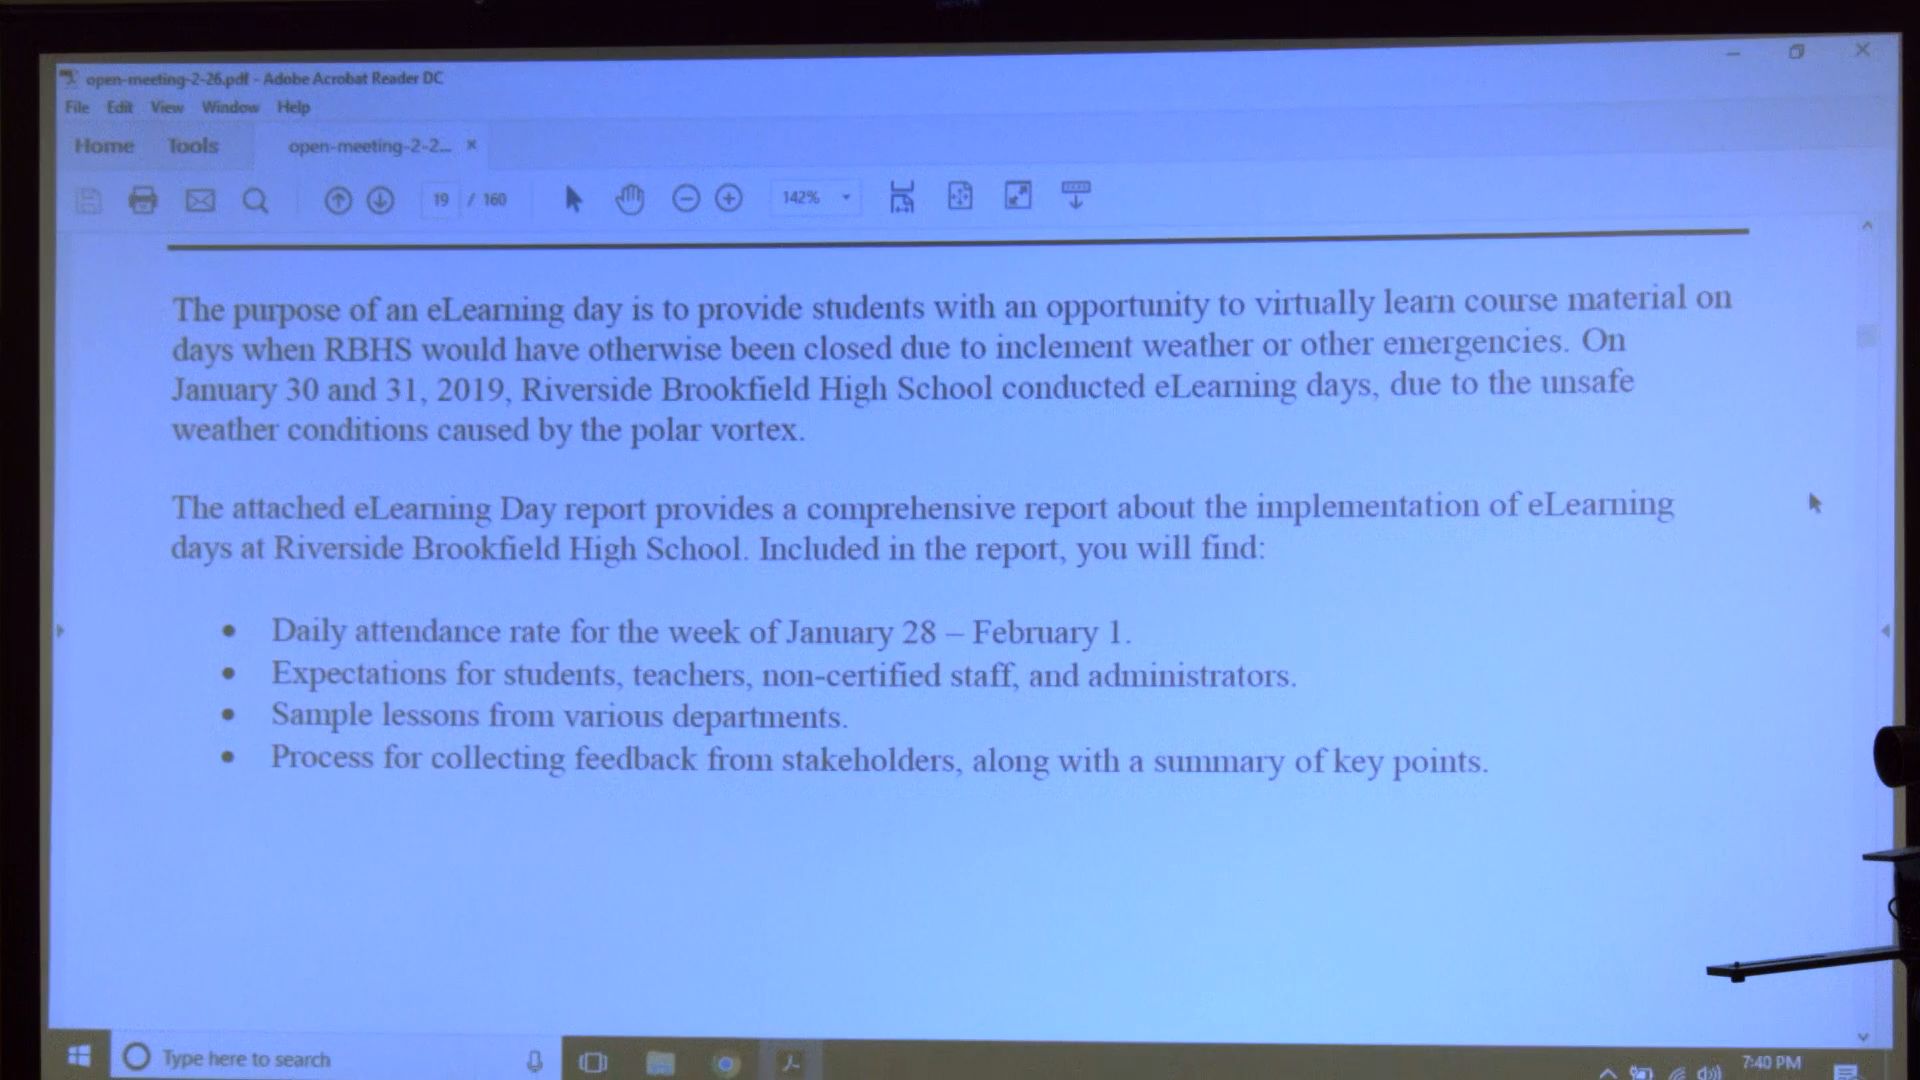 open-meeting-2-26.pdf - Adobe Acrobat Reader DC
File Edit View Window Help
Home Tools open-meeting-2-2... ×
19 / 160 142%
The purpose of an eLearning day is to provide students with an opportunity to virtually learn course material on
days when RBHS would have otherwise been closed due to inclement weather or other emergencies. On
January 30 and 31, 2019, Riverside Brookfield High School conducted eLearning days, due to the unsafe
weather conditions caused by the polar vortex.
The attached eLearning Day report provides a comprehensive report about the implementation of eLearning
days at Riverside Brookfield High School. Included in the report, you will find:
• Daily attendance rate for the week of January 28 – February 1.
• Expectations for students, teachers, non-certified staff, and administrators.
• Sample lessons from various departments.
• Process for collecting feedback from stakeholders, along with a summary of key points.
Type here to search
7:40 PM